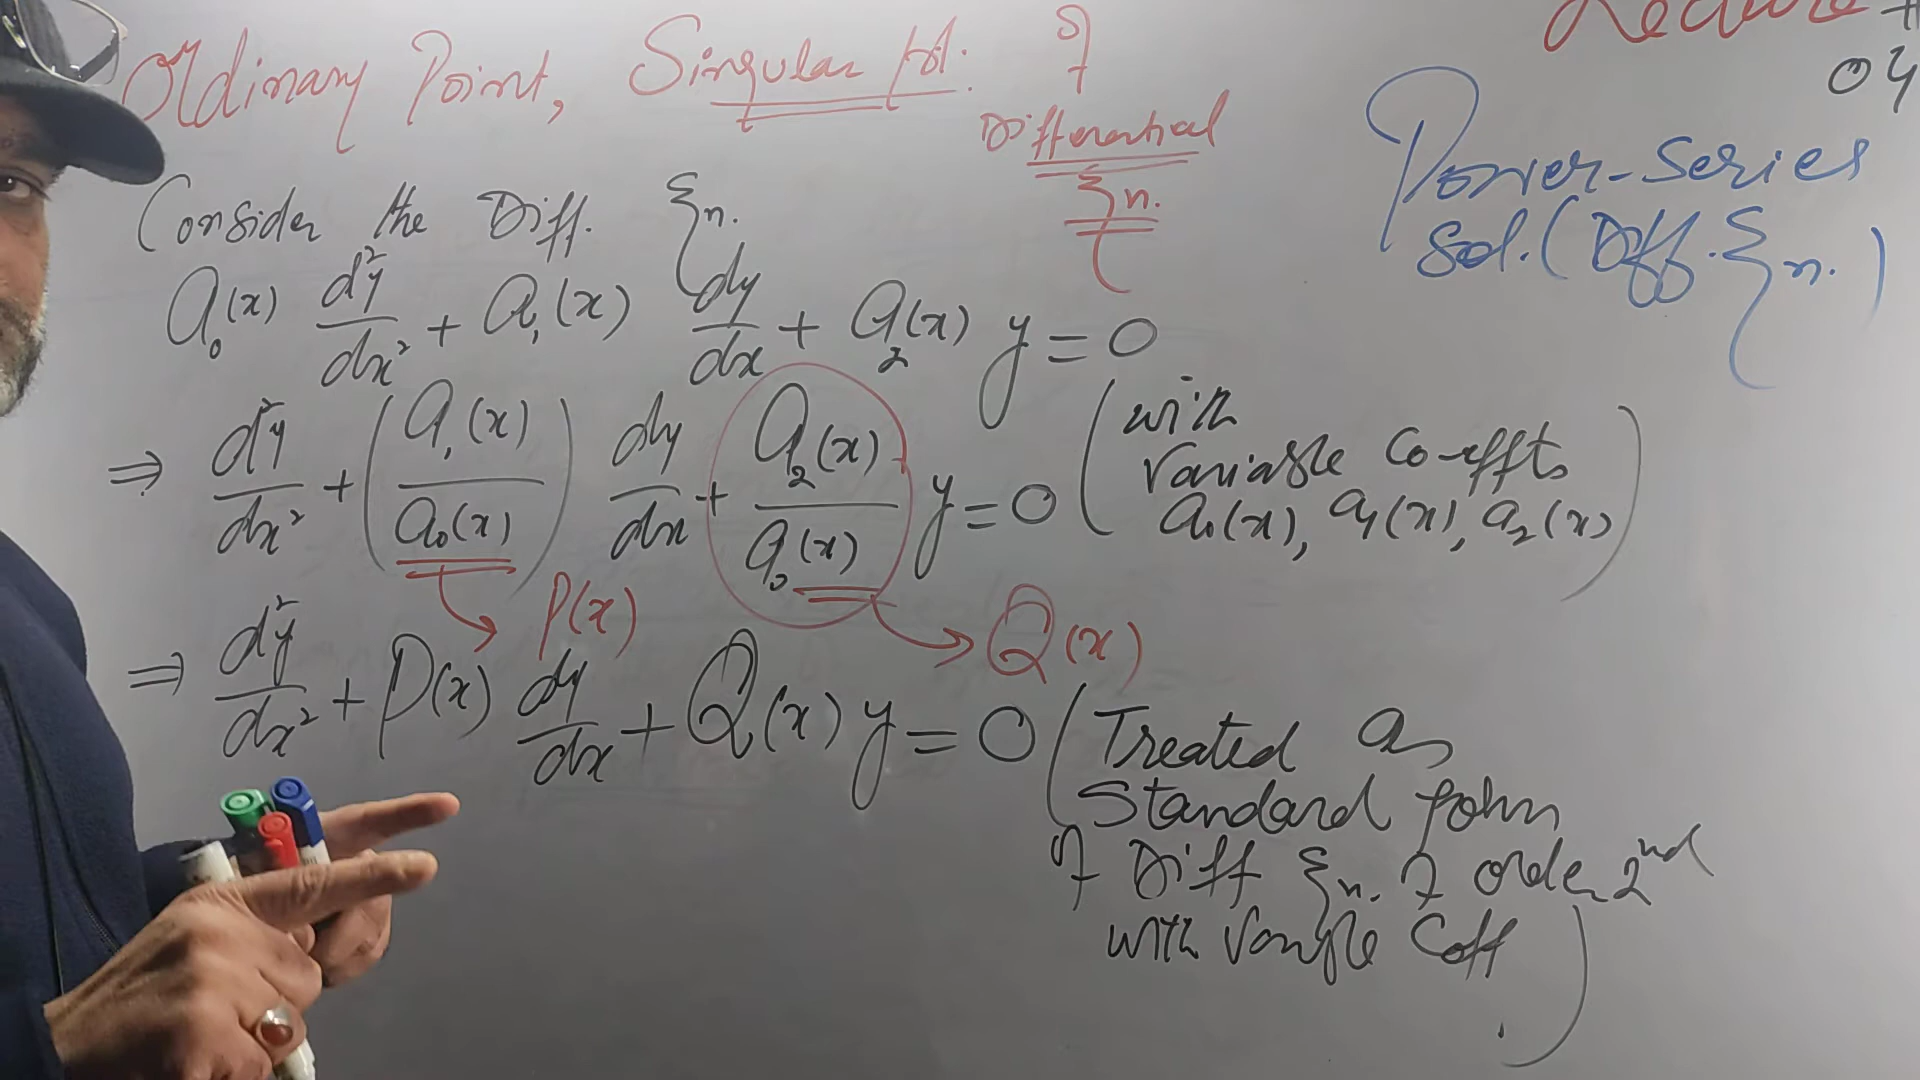 Lecture #
04
Ordinary Point, Singular pt. of
Differential
Eqn.
Power-Series
Sol. (Diff. Eqn.)
Consider the Diff. Eqn.
a₀(x) d²y/dx² + a₁(x) dy/dx + a₂(x) y = 0
⇒ d²y/dx² + (a₁(x)/a₀(x)) dy/dx + a₂(x)/a₀(x) y = 0
(with
Variable Co-effts
a₀(x), a₁(x), a₂(x))
P(x)
Q(x)
⇒ d²y/dx² + P(x) dy/dx + Q(x) y = 0
(Treated as
Standard form
of Diff Eqn. of order 2nd
with Variable Coff)